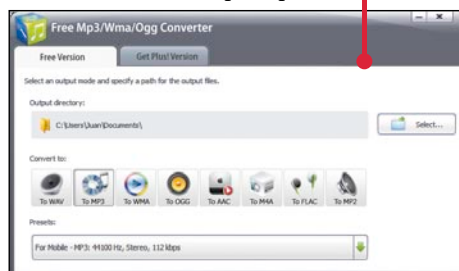 Free Mp3/Wma/Ogg Converter
Free Version
Get Plus! Version
Select an output mode and specify a path for the output files.
Output directory:
C:\Users\Juan\Documents\
Select...
Convert to:
To WAV
To MP3
To WMA
To OGG
To AAC
To M4A
To FLAC
To MP2
Presets:
For Mobile - MP3: 44100 Hz, Stereo, 112 kbps